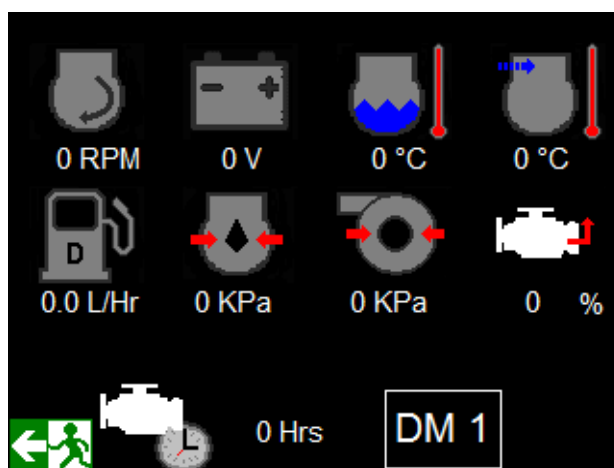 0 RPM
0 V
0 °C
0 °C
D
0.0 L/Hr
0 KPa
0 KPa
0 %
0 Hrs
DM 1